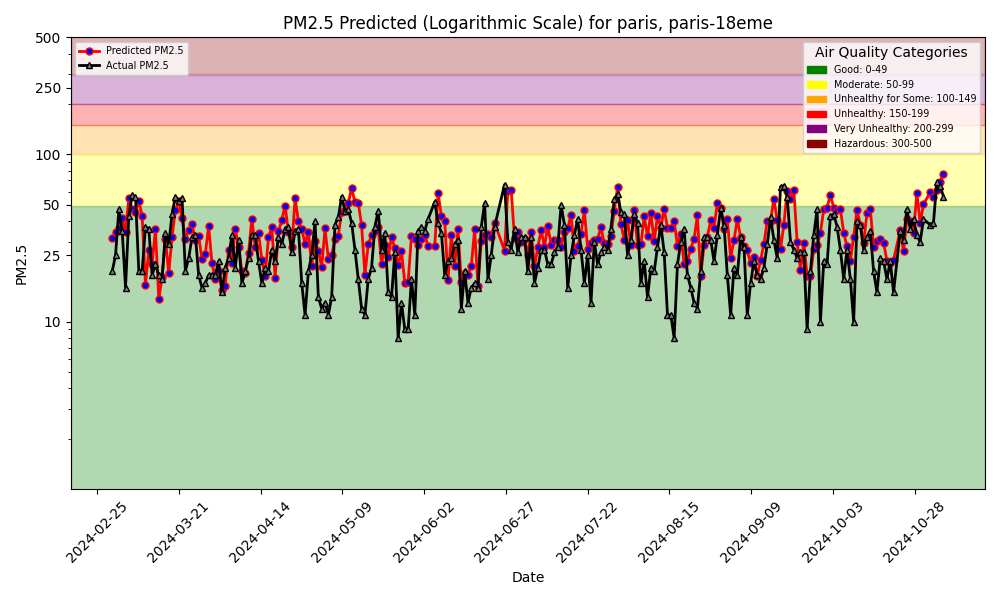 PM2.5 Predicted (Logarithmic Scale) for paris, paris-18eme
Predicted PM2.5
Actual PM2.5
Air Quality Categories
Good: 0-49
Moderate: 50-99
Unhealthy for Some: 100-149
Unhealthy: 150-199
Very Unhealthy: 200-299
Hazardous: 300-500
PM2.5
500
250
100
50
25
10
2024-02-25
2024-03-21
2024-04-14
2024-05-09
2024-06-02
2024-06-27
2024-07-22
2024-08-15
2024-09-09
2024-10-03
2024-10-28
Date